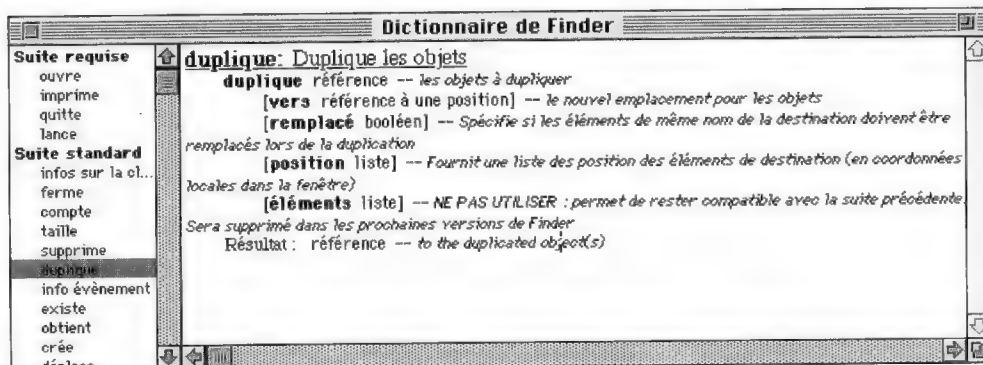 Dictionnaire de Finder
Suite requise
ouvre
imprime
quitte
lance
Suite standard
infos sur la cl...
ferme
compte
taille
supprime
duplique
info évènement
existe
obtient
crée
déplace
duplique: Duplique les objets
duplique référence -- les objets à dupliquer
[vers référence à une position] -- le nouvel emplacement pour les objets
[remplacé booléen] -- Spécifie si les éléments de même nom de la destination doivent être
remplacés lors de la duplication
[position liste] -- Fournit une liste des position des éléments de destination (en coordonnées
locales dans la fenêtre)
[éléments liste] -- NE PAS UTILISER : permet de rester compatible avec la suite précédente.
Sera supprimé dans les prochaines versions de Finder
Résultat : référence -- to the duplicated object(s)